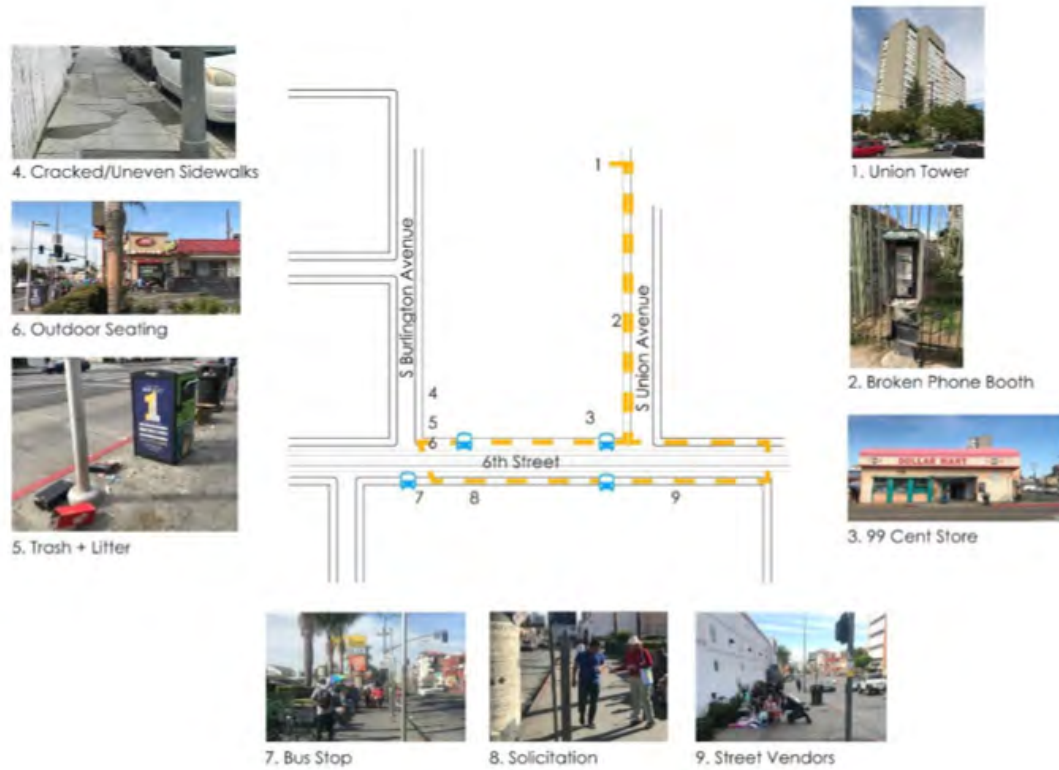 4. Cracked/Uneven Sidewalks
6. Outdoor Seating
5. Trash + Litter
1
S Burlington Avenue
2
S Union Avenue
4
5
6
3
6th Street
7
8
9
1. Union Tower
2. Broken Phone Booth
DOLLAR MART
3. 99 Cent Store
1
7. Bus Stop
8. Solicitation
9. Street Vendors